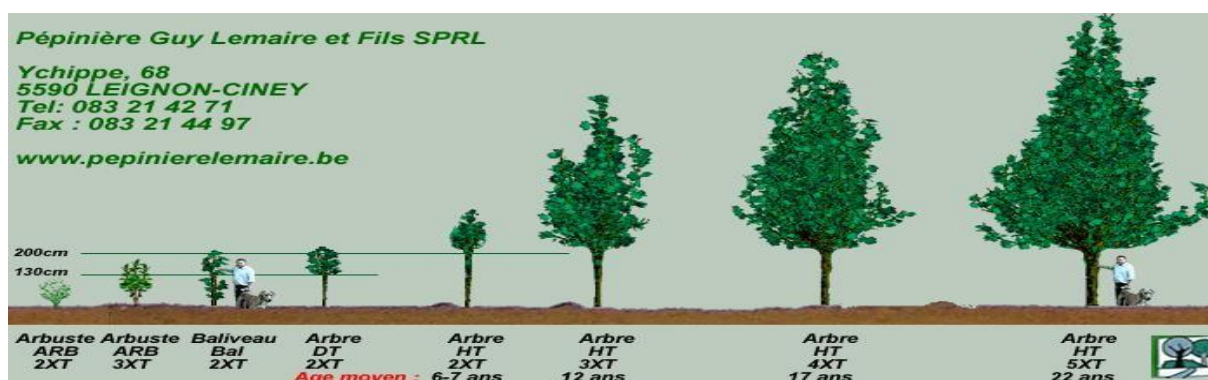 Pépinière Guy Lemaire et Fils SPRL
Ychippe, 68
5590 LEIGNON-CINEY
Tel: 083 21 42 71
Fax : 083 21 44 97
www.pepinierelemaire.be
200cm
130cm
Arbuste Arbuste Baliveau Arbre Arbre Arbre Arbre Arbre
ARB ARB Bal DT HT HT HT HT
2XT 3XT 2XT 2XT 2XT 3XT 4XT 5XT
Age moyen : 6-7 ans 12 ans 17 ans 22 ans